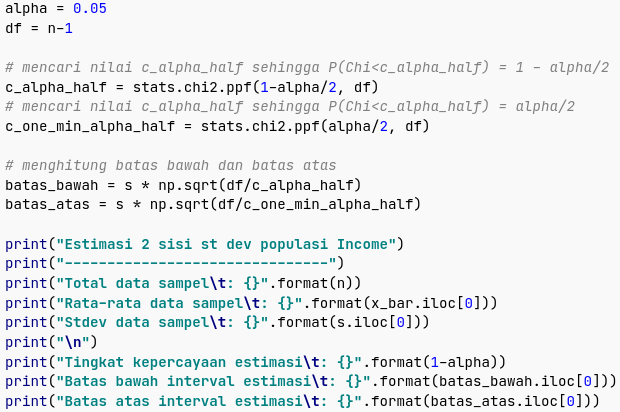 alpha = 0.05
df = n-1
# mencari nilai c_alpha_half sehingga P(Chi<c_alpha_half) = 1 - alpha/2
c_alpha_half = stats.chi2.ppf(1-alpha/2, df)
# mencari nilai c_alpha_half sehingga P(Chi<c_alpha_half) = alpha/2
c_one_min_alpha_half = stats.chi2.ppf(alpha/2, df)
# menghitung batas bawah dan batas atas
batas_bawah = s * np.sqrt(df/c_alpha_half)
batas_atas = s * np.sqrt(df/c_one_min_alpha_half)
print("Estimasi 2 sisi st dev populasi Income")
print("-------------------------------")
print("Total data sampel\t: {}".format(n))
print("Rata-rata data sampel\t: {}".format(x_bar.iloc[0]))
print("Stdev data sampel\t: {}".format(s.iloc[0]))
print("\n")
print("Tingkat kepercayaan estimasi\t: {}".format(1-alpha))
print("Batas bawah interval estimasi\t: {}".format(batas_bawah.iloc[0]))
print("Batas atas interval estimasi\t: {}".format(batas_atas.iloc[0]))